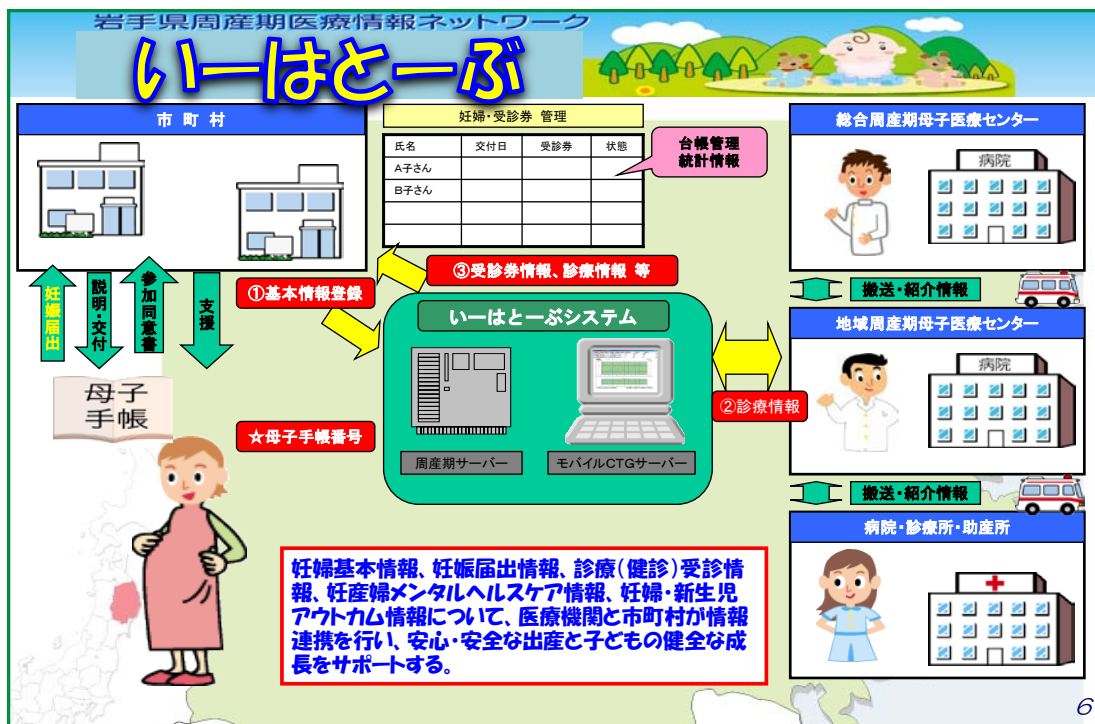 岩手県周産期医療情報ネットワーク
いーはとーぶ
市町村
妊婦・受診券 管理
氏名 交付日 受診券 状態
A子さん
B子さん
台帳管理
統計情報
総合周産期母子医療センター
病院
③受診券情報、診療情報 等
①基本情報登録
妊娠届出
説明・交付
参加同意書
支援
搬送・紹介情報
いーはとーぶシステム
地域周産期母子医療センター
病院
母子
手帳
②診療情報
☆母子手帳番号
周産期サーバー
モバイルCTGサーバー
搬送・紹介情報
病院・診療所・助産所
妊婦基本情報、妊娠届出情報、診療(健診)受診情
報、妊産婦メンタルヘルスケア情報、妊婦・新生児
アウトカム情報について、医療機関と市町村が情報
連携を行い、安心・安全な出産と子どもの健全な成
長をサポートする。
6